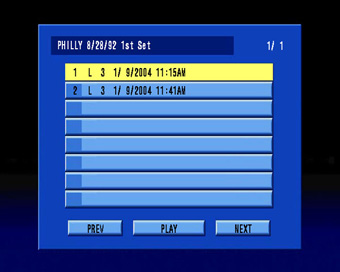 PHILLY 8/28/92 1st Set 1/ 1
1 L 3 1/ 9/2004 11:15AM
2 L 3 1/ 9/2004 11:41AM
PREV PLAY NEXT